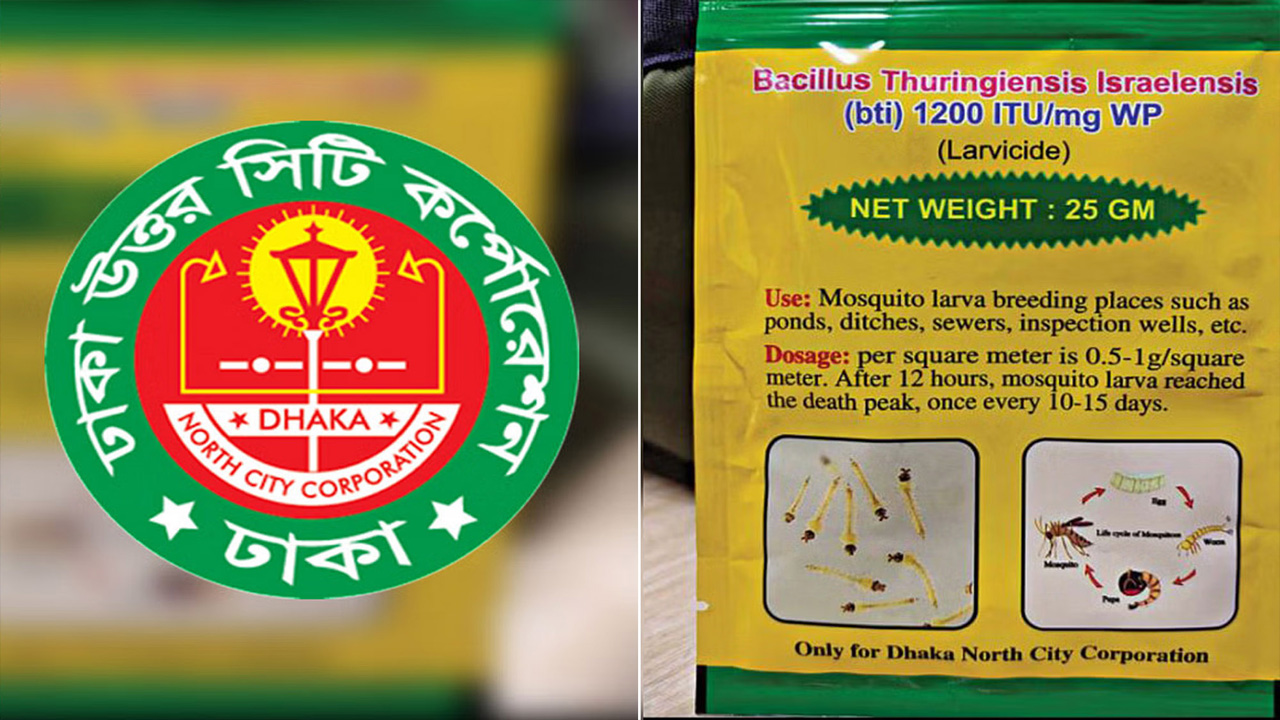 ঢাকা উত্তর সিটি কর্পোরেশন
DHAKA
NORTH CITY CORPORATION
ঢাকা
Bacillus Thuringiensis Israelensis
(bti) 1200 ITU/mg WP
(Larvicide)
NET WEIGHT : 25 GM
Use: Mosquito larva breeding places such as
ponds, ditches, sewers, inspection wells, etc.
Dosage: per square meter is 0.5-1g/square
meter. After 12 hours, mosquito larva reached
the death peak, once every 10-15 days.
Egg
Life cycle of Mosquitoes
Worm
Mosquito
Pupa
Only for Dhaka North City Corporation